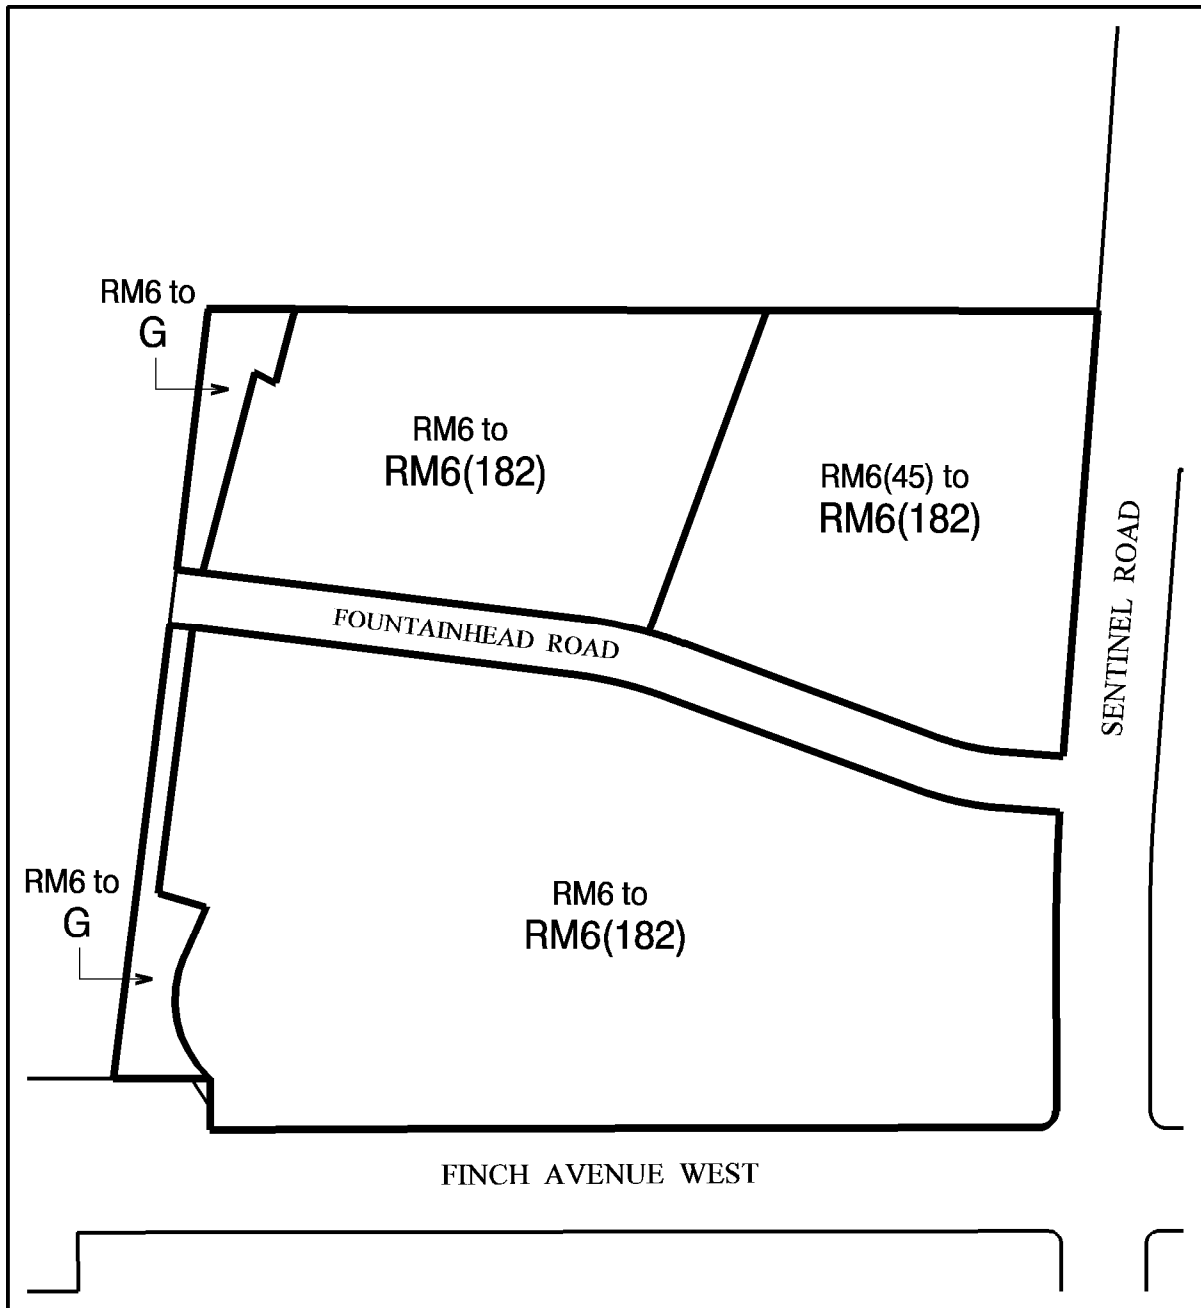 RM6 to
G
RM6 to
RM6(182)
RM6(45) to
RM6(182)
SENTINEL ROAD
FOUNTAINHEAD ROAD
RM6 to
G
RM6 to
RM6(182)
FINCH AVENUE WEST